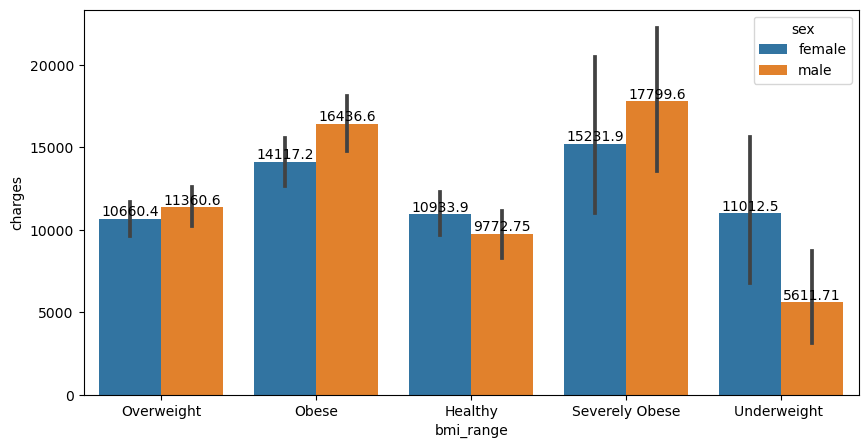 sex
female
male
20000
15000
10000
5000
0
charges
10660.4
11360.6
14117.2
16436.6
10933.9
9772.75
15231.9
17799.6
11012.5
5611.71
Overweight
Obese
Healthy
Severely Obese
Underweight
bmi_range